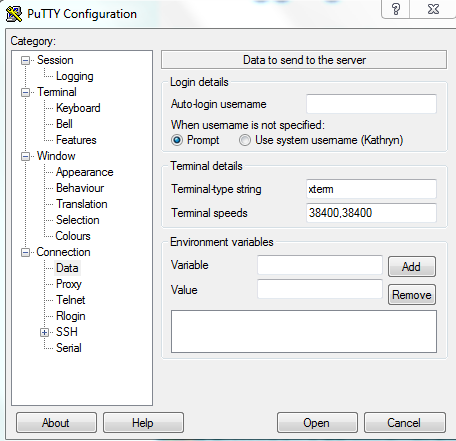 PuTTY Configuration
Category:
Session
Logging
Terminal
Keyboard
Bell
Features
Window
Appearance
Behaviour
Translation
Selection
Colours
Connection
Data
Proxy
Telnet
Rlogin
SSH
Serial
Data to send to the server
Login details
Auto-login username
When username is not specified:
Prompt Use system username (Kathryn)
Terminal details
Terminal-type string xterm
Terminal speeds 38400,38400
Environment variables
Variable Add
Value Remove
About Help Open Cancel